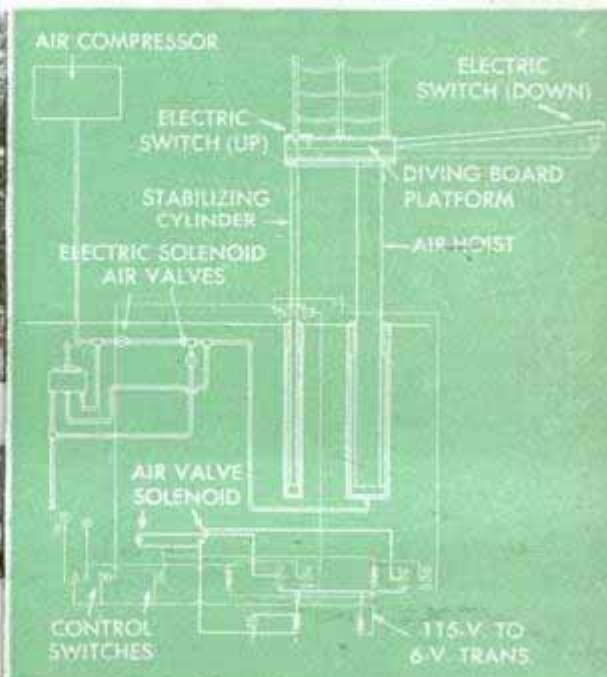 AIR COMPRESSOR
ELECTRIC
SWITCH (DOWN)
ELECTRIC
SWITCH (UP)
DIVING BOARD
PLATFORM
STABILIZING
CYLINDER
AIR HOIST
ELECTRIC SOLENOID
AIR VALVES
AIR VALVE
SOLENOID
CONTROL
SWITCHES
115-V. TO
6-V. TRANS.